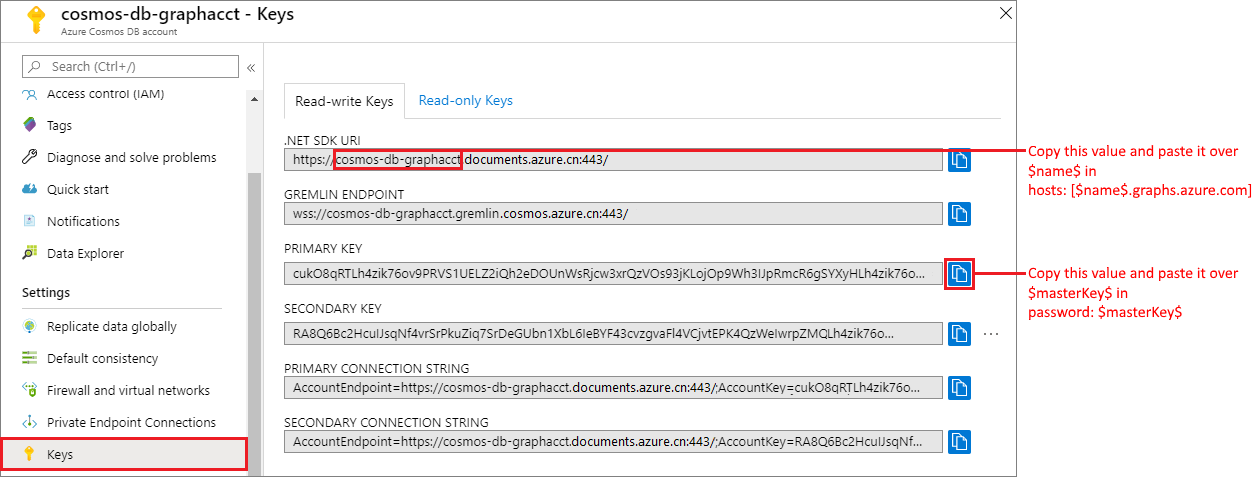 cosmos-db-graphacct - Keys
Azure Cosmos DB account
Search (Ctrl+/)
Access control (IAM)
Tags
Diagnose and solve problems
Quick start
Notifications
Data Explorer
Settings
Replicate data globally
Default consistency
Firewall and virtual networks
Private Endpoint Connections
Keys
Read-write Keys
Read-only Keys
.NET SDK URI
https://cosmos-db-graphacct.documents.azure.cn:443/
GREMLIN ENDPOINT
wss://cosmos-db-graphacct.gremlin.cosmos.azure.cn:443/
PRIMARY KEY
cukO8qRTLh4zik76ov9PRVS1UELZ2iQh2eDOUnWsRjcw3xrQzVOs93jKLojOp9Wh3IJpRmcR6gSYXyHLh4zik76o...
SECONDARY KEY
RA8Q6Bc2HcuIJsqNf4vrSrPkuZiq7SrDeGUbn1XbL6IeBYF43cvzgvaFl4VCjvtEPK4QzWeIwrpZMQLh4zik76o...
PRIMARY CONNECTION STRING
AccountEndpoint=https://cosmos-db-graphacct.documents.azure.cn:443/;AccountKey=cukO8qRTLh4zik76o...
SECONDARY CONNECTION STRING
AccountEndpoint=https://cosmos-db-graphacct.documents.azure.cn:443/;AccountKey=RA8Q6Bc2HcuIJsqNf...
Copy this value and paste it over
$name$ in
hosts: [$name$.graphs.azure.com]
Copy this value and paste it over
$masterKey$ in
password: $masterKey$